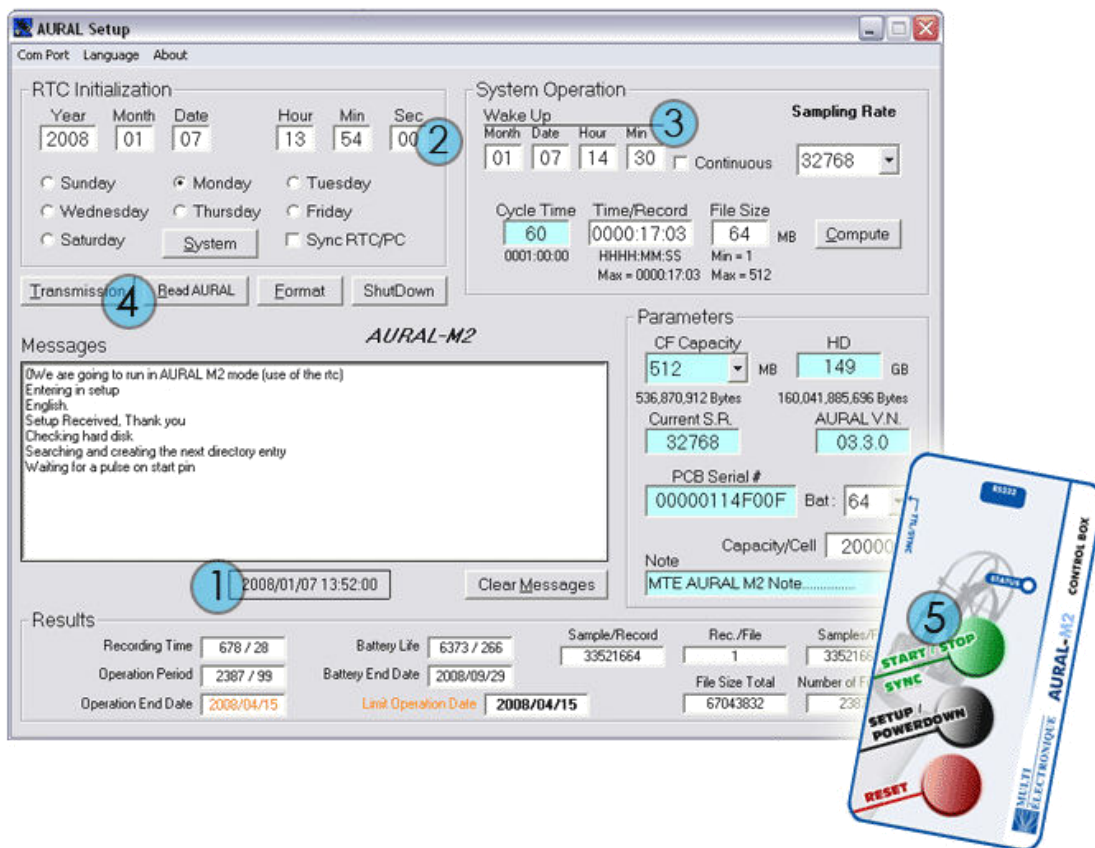 AURAL Setup
Com Port Language About
RTC Initialization
Year Month Date Hour Min Sec
2008 01 07 13 54 00
2
Sunday Monday Tuesday
Wednesday Thursday Friday
Saturday System Sync RTC/PC
System Operation
Wake Up
3
Sampling Rate
Month Date Hour Min
01 07 14 30 Continuous 32768
Cycle Time Time/Record File Size
60 0000:17:03 64 MB Compute
0001:00:00 HHHH:MM:SS Min = 1
Max = 0000:17:03 Max = 512
Transmission Read AURAL Format ShutDown
4
AURAL-M2
Messages
0We are going to run in AURAL M2 mode (use of the rtc)
Entering in setup
English.
Setup Received, Thank you
Checking hard disk
Searching and creating the next directory entry
Waiting for a pulse on start pin
1
2008/01/07 13:52:00
Clear Messages
Parameters
CF Capacity HD
512 MB 149 GB
536,870,912 Bytes 160,041,885,696 Bytes
Current S.R. AURAL V.N.
32768 03.3.0
PCB Serial #
00000114F00F Bat : 64
Capacity/Cell 20000
Note
MTE AURAL M2 Note...............
Results
Recording Time 678 / 28
Operation Period 2387 / 99
Operation End Date 2008/04/15
Battery Life 6373 / 266
Battery End Date 2008/09/29
Limit Operation Date 2008/04/15
Sample/Record Rec./File
33521664 1
File Size Total
67043832
RS232
TTL/SYNC
STATUS
5
START / STOP
SYNC
SETUP /
POWERDOWN
RESET
MULTI
ÉLECTRONIQUE
AURAL-M2 CONTROL BOX